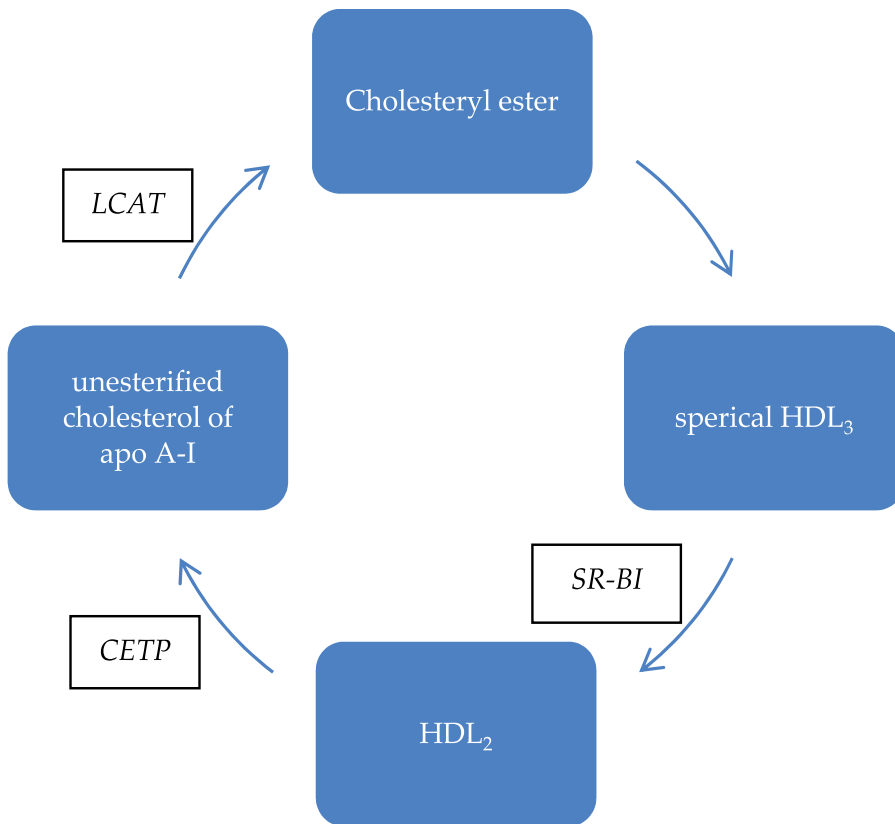 Cholesteryl ester
LCAT
unesterified
cholesterol of
apo A-I
sperical HDL₃
SR-BI
CETP
HDL₂